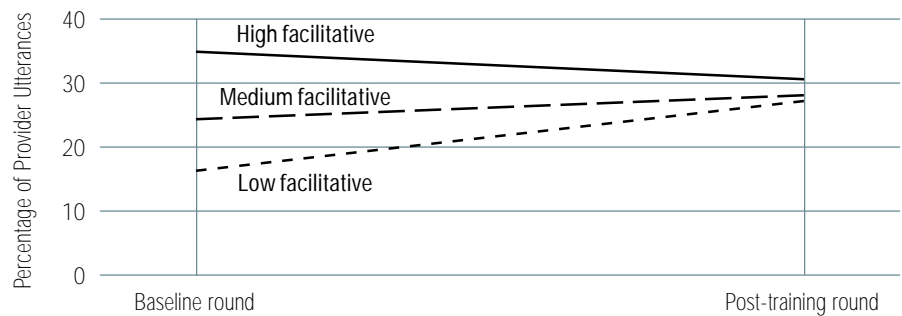 Percentage of Provider Utterances
40
30
20
10
0
High facilitative
Medium facilitative
Low facilitative
Baseline round
Post-training round